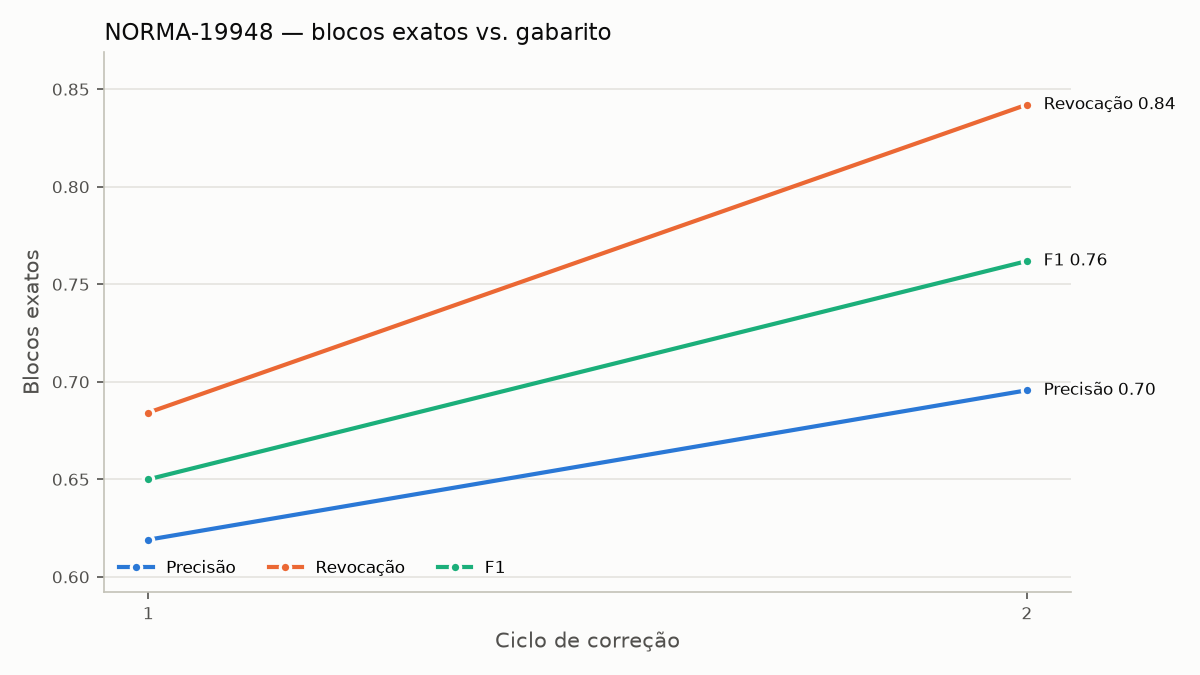 NORMA-19948 — blocos exatos vs. gabarito
Blocos exatos
0.85
0.80
0.75
0.70
0.65
0.60
Revocação 0.84
F1 0.76
Precisão 0.70
Precisão
Revocação
F1
1
2
Ciclo de correção